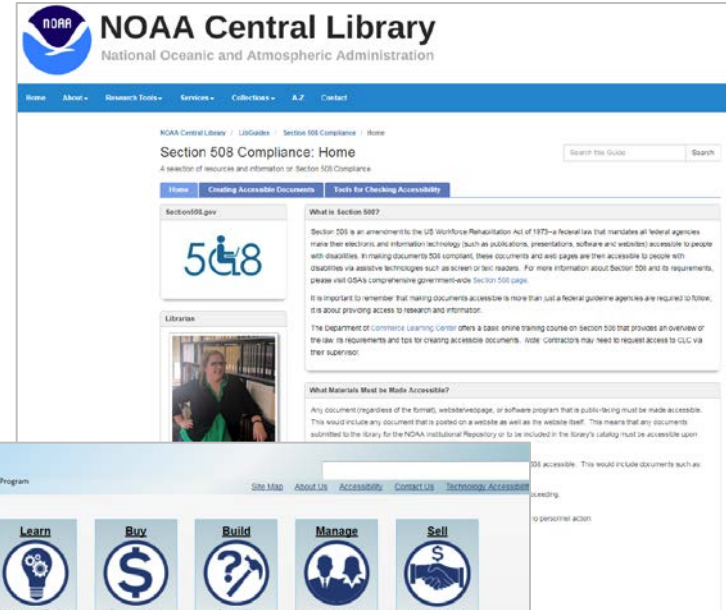 NOAA
NOAA Central Library
National Oceanic and Atmospheric Administration
Home About Research Tools Services Collections A-Z Contact
NOAA Central Library / LibGuides / Section 508 Compliance / Home
Section 508 Compliance: Home
Search this Guide Search
A selection of resources and information on Section 508 Compliance
Home Creating Accessible Documents Tools for Checking Accessibility
Section508.gov
508
Librarian
What is Section 508?
Section 508 is an amendment to the US Workforce Rehabilitation Act of 1973–a federal law that mandates all federal agencies
make their electronic and information technology (such as publications, presentations, software and websites) accessible to people
with disabilities. In making documents 508 compliant, these documents and web pages are then accessible to people with
disabilities via assistive technologies such as screen or text readers. For more information about Section 508 and its requirements,
please visit GSA's comprehensive government-wide Section 508 page.
It is important to remember that making documents accessible is more than just a federal guideline agencies are required to follow,
it is about providing access to research and information.
The Department of Commerce Learning Center offers a basic online training course on Section 508 that provides an overview of
the law, its requirements and tips for creating accessible documents. Note: Contractors may need to request access to CLC via
their supervisor.
What Materials Must be Made Accessible?
Any document (regardless of the format), website/webpage, or software program that is public-facing must be made accessible.
This would include any document that is posted on a website as well as the website itself. This means that any documents
submitted to the library for the NOAA Institutional Repository or to be included in the library's catalog must be accessible upon
508 accessible. This would include documents such as:
personnel action
Program
Site Map About Us Accessibility Contact Us Technology
Learn Buy Build Manage Sell